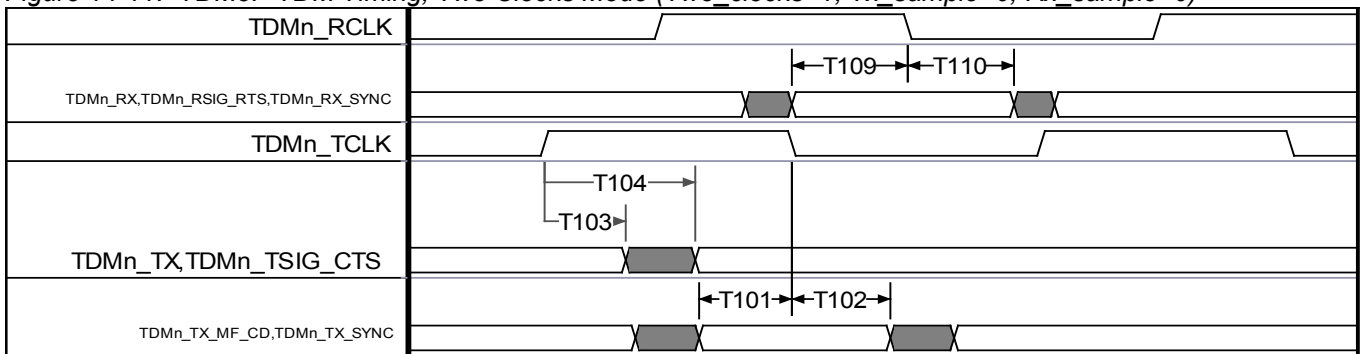 TDMn_RCLK
T109 T110
TDMn_RX,TDMn_RSIG_RTS,TDMn_RX_SYNC
TDMn_TCLK
T104
T103
TDMn_TX,TDMn_TSIG_CTS
T101 T102
TDMn_TX_MF_CD,TDMn_TX_SYNC